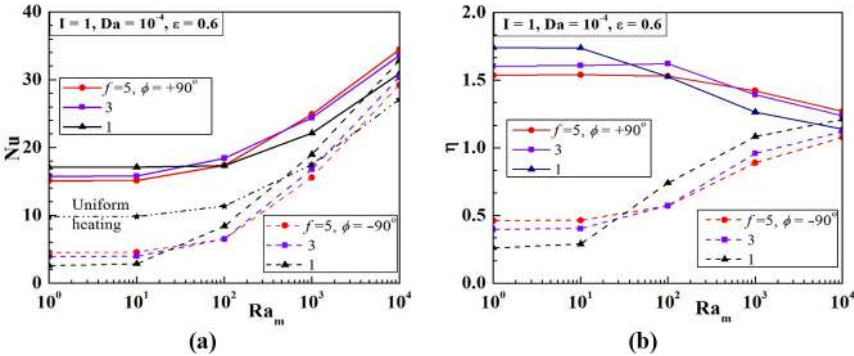 I = 1, Da = 10⁻⁴, ε = 0.6
Nu
40
30
20
10
0
f=5, ϕ = +90°
3
1
Uniform
heating
f=5, ϕ = −90°
3
1
10⁰ 10¹ 10² 10³ 10⁴
Raₘ
(a)
I = 1, Da = 10⁻⁴, ε = 0.6
η
2.0
1.5
1.0
0.5
0.0
f=5, ϕ = +90°
3
1
f=5, ϕ = −90°
3
1
10⁰ 10¹ 10² 10³ 10⁴
Raₘ
(b)